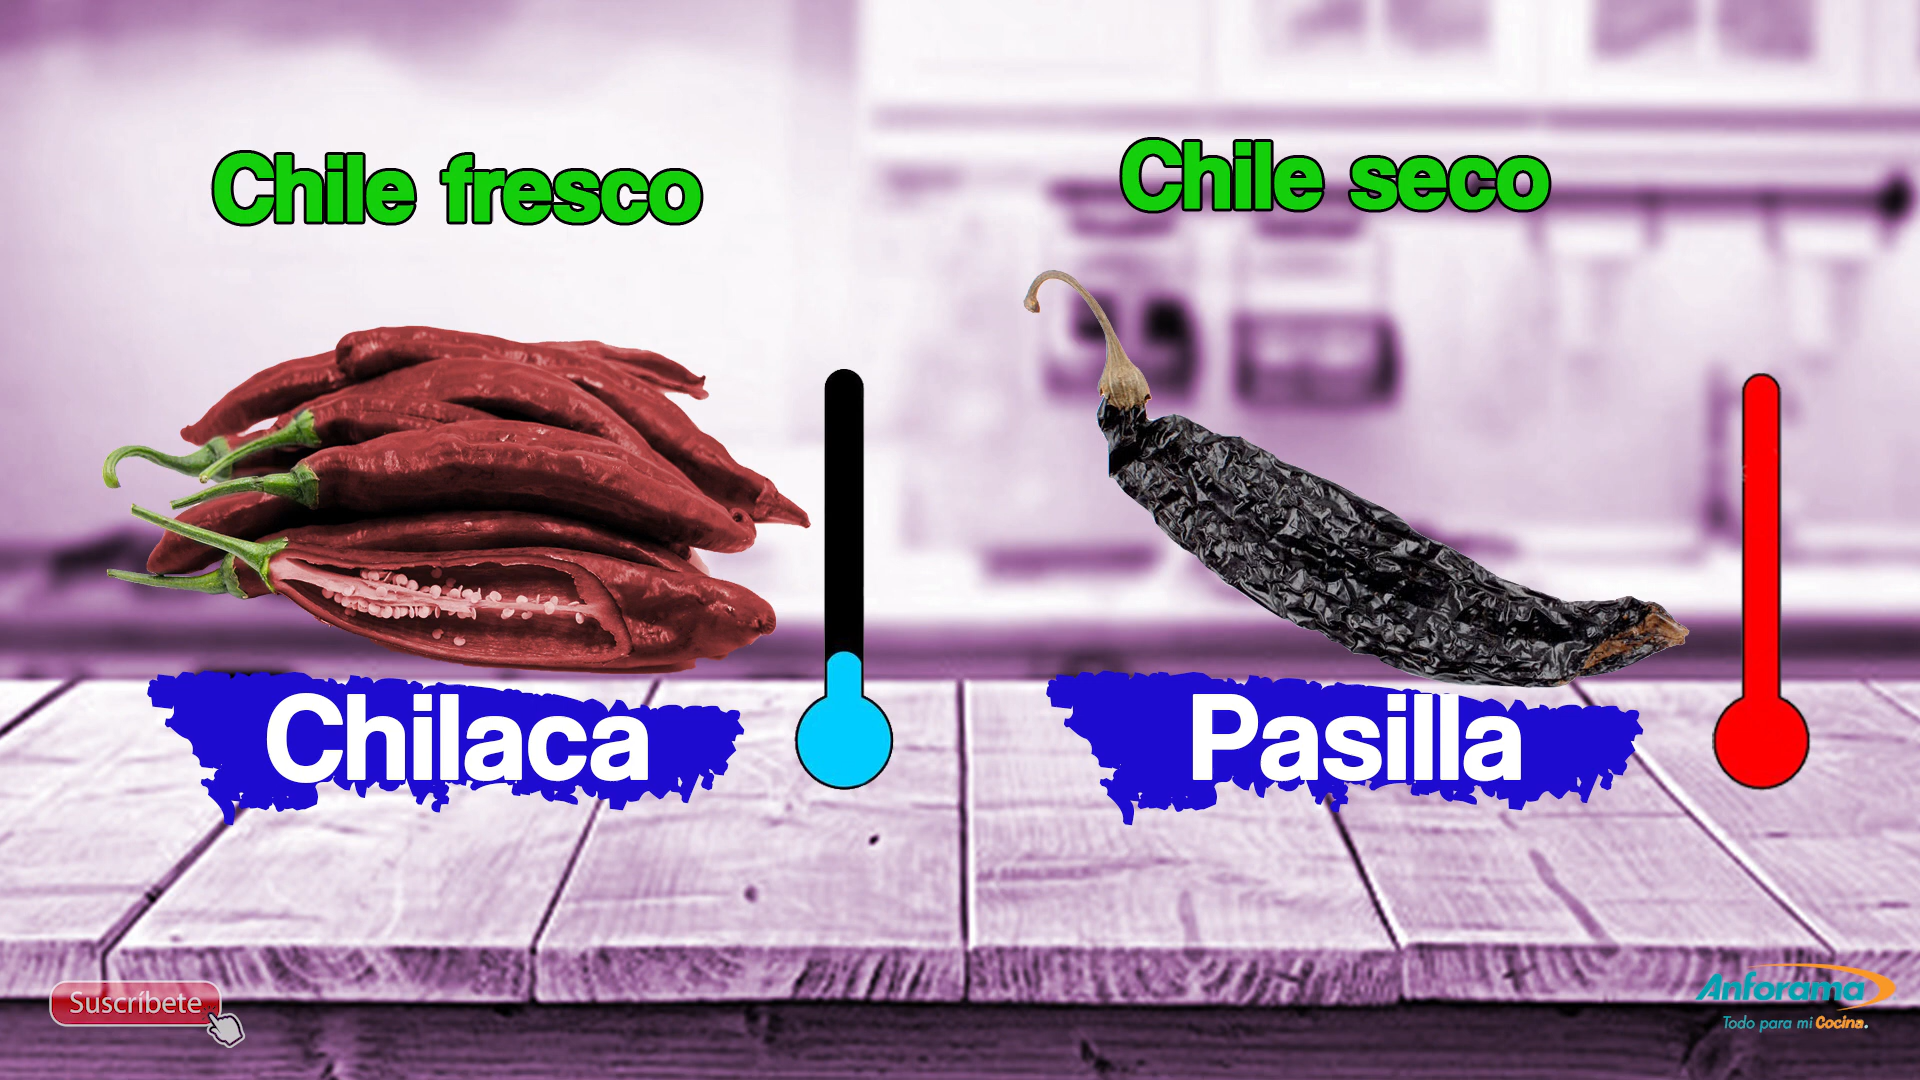 Chile fresco
Chile seco
Chilaca
Pasilla
Suscríbete
Anforama
Todo para mi Cocina.